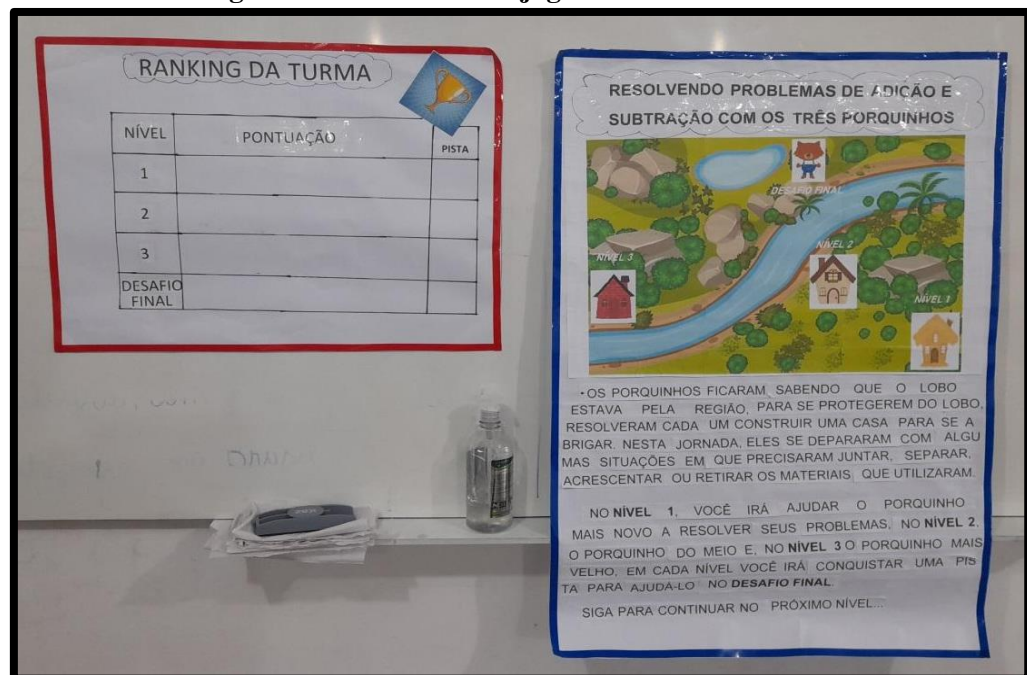 RANKING DA TURMA
NÍVEL PONTUAÇÃO PISTA
1
2
3
DESAFIO
FINAL
RESOLVENDO PROBLEMAS DE ADIÇÃO E
SUBTRAÇÃO COM OS TRÊS PORQUINHOS
DESAFIO FINAL
NÍVEL 2
NÍVEL 3
NÍVEL 1
•OS PORQUINHOS FICARAM SABENDO QUE O LOBO
ESTAVA PELA REGIÃO, PARA SE PROTEGEREM DO LOBO,
RESOLVERAM CADA UM CONSTRUIR UMA CASA PARA SE A
BRIGAR. NESTA JORNADA, ELES SE DEPARARAM COM ALGU
MAS SITUAÇÕES EM QUE PRECISARAM JUNTAR, SEPARAR,
ACRESCENTAR OU RETIRAR OS MATERIAIS QUE UTILIZARAM.
NO NÍVEL 1, VOCÊ IRÁ AJUDAR O PORQUINHO
MAIS NOVO A RESOLVER SEUS PROBLEMAS, NO NÍVEL 2,
O PORQUINHO DO MEIO E, NO NÍVEL 3 O PORQUINHO MAIS
VELHO, EM CADA NÍVEL VOCÊ IRÁ CONQUISTAR UMA PIS
TA PARA AJUDÁ-LO NO DESAFIO FINAL.
SIGA PARA CONTINUAR NO PRÓXIMO NÍVEL...